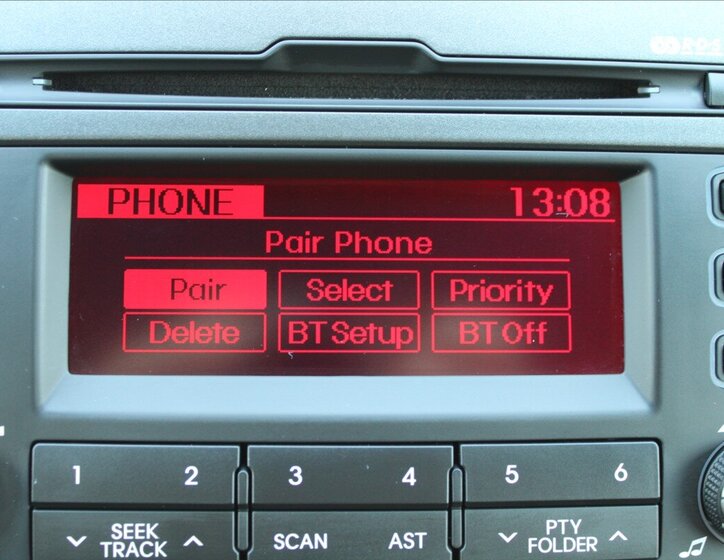 PHONE 13:08
Pair Phone
Pair Select Priority
Delete BT Setup BT Off
1 2 3 4 5 6
SEEK TRACK SCAN AST PTY FOLDER